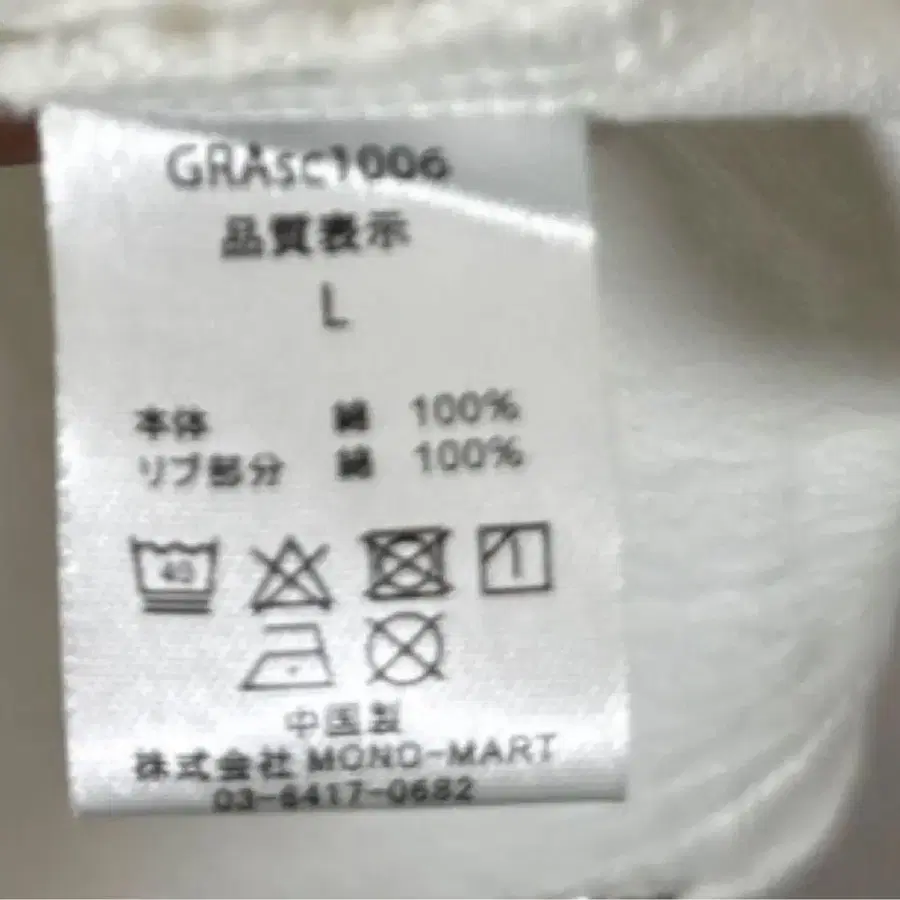 GRAsc1006
品質表示
L
本体 綿 100%
リブ部分 綿 100%
40
中国製
株式会社 MONO-MART
03-6417-0682